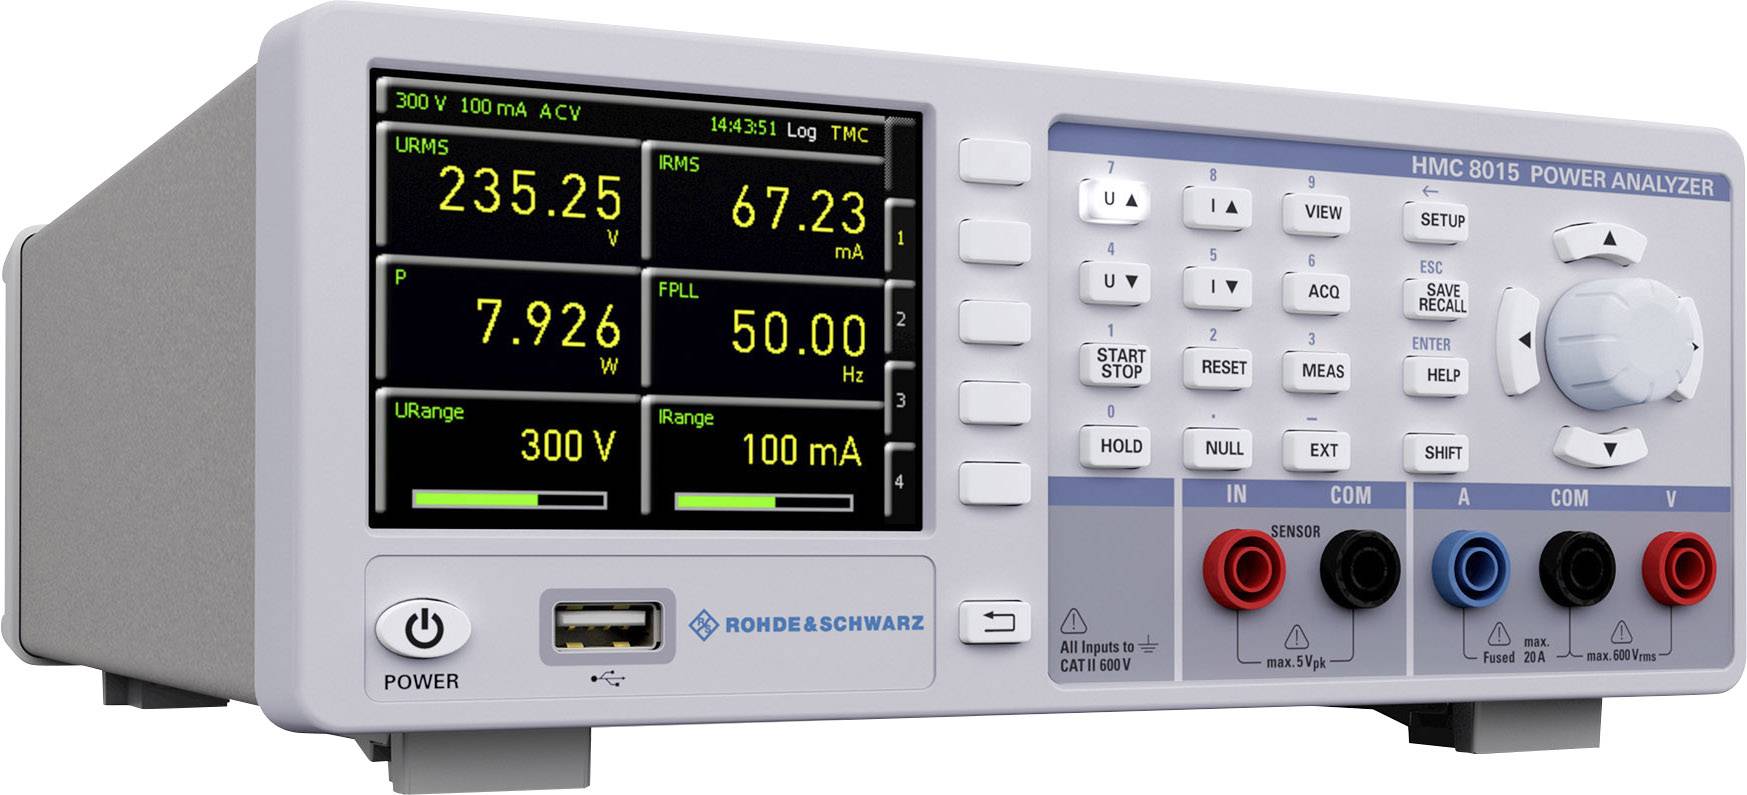 300 V 100 mA ACV
14:43:51 Log TMC
URMS
235.25
V
IRMS
67.23
mA
P
7.926
W
FPLL
50.00
Hz
URange
300 V
IRange
100 mA
1
2
3
4
POWER
R&S
ROHDE&SCHWARZ
HMC 8015 POWER ANALYZER
7 8 9 ←
U ▲ I ▲ VIEW SETUP
4 5 6 ESC
U ▼ I ▼ ACQ SAVE RECALL
1 2 3 ENTER
START STOP RESET MEAS HELP
0 . –
HOLD NULL EXT SHIFT
IN COM
SENSOR
max. 5 Vpk
A COM V
Fused max. 20 A
max. 600 Vrms
All Inputs to
CAT II 600 V